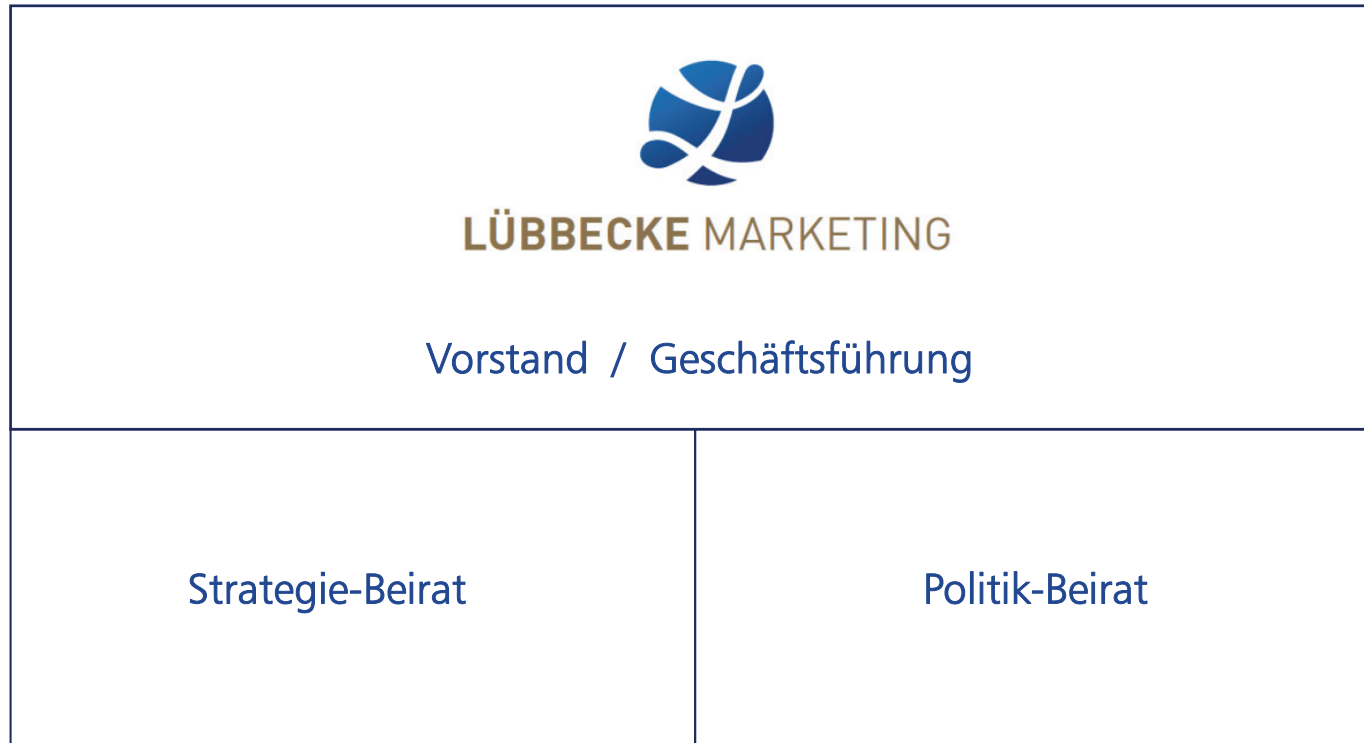 LÜBBECKE MARKETING
Vorstand / Geschäftsführung
Strategie-Beirat
Politik-Beirat